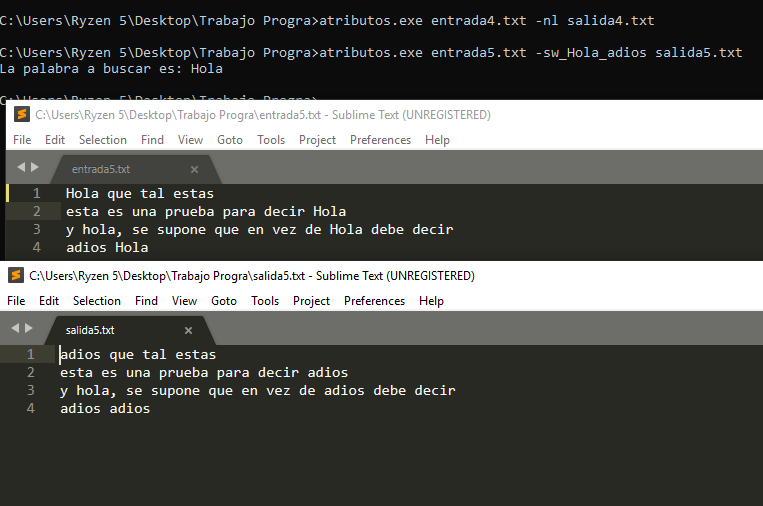 C:\Users\Ryzen 5\Desktop\Trabajo Progra>atributos.exe entrada4.txt -nl salida4.txt
C:\Users\Ryzen 5\Desktop\Trabajo Progra>atributos.exe entrada5.txt -sw_Hola_adios salida5.txt
La palabra a buscar es: Hola
C:\Users\Ryzen 5\Desktop\Trabajo Progra>
C:\Users\Ryzen 5\Desktop\Trabajo Progra\entrada5.txt - Sublime Text (UNREGISTERED)
File Edit Selection Find View Goto Tools Project Preferences Help
entrada5.txt ×
1 Hola que tal estas
2 esta es una prueba para decir Hola
3 y hola, se supone que en vez de Hola debe decir
4 adios Hola
C:\Users\Ryzen 5\Desktop\Trabajo Progra\salida5.txt - Sublime Text (UNREGISTERED)
File Edit Selection Find View Goto Tools Project Preferences Help
salida5.txt ×
1 adios que tal estas
2 esta es una prueba para decir adios
3 y hola, se supone que en vez de adios debe decir
4 adios adios